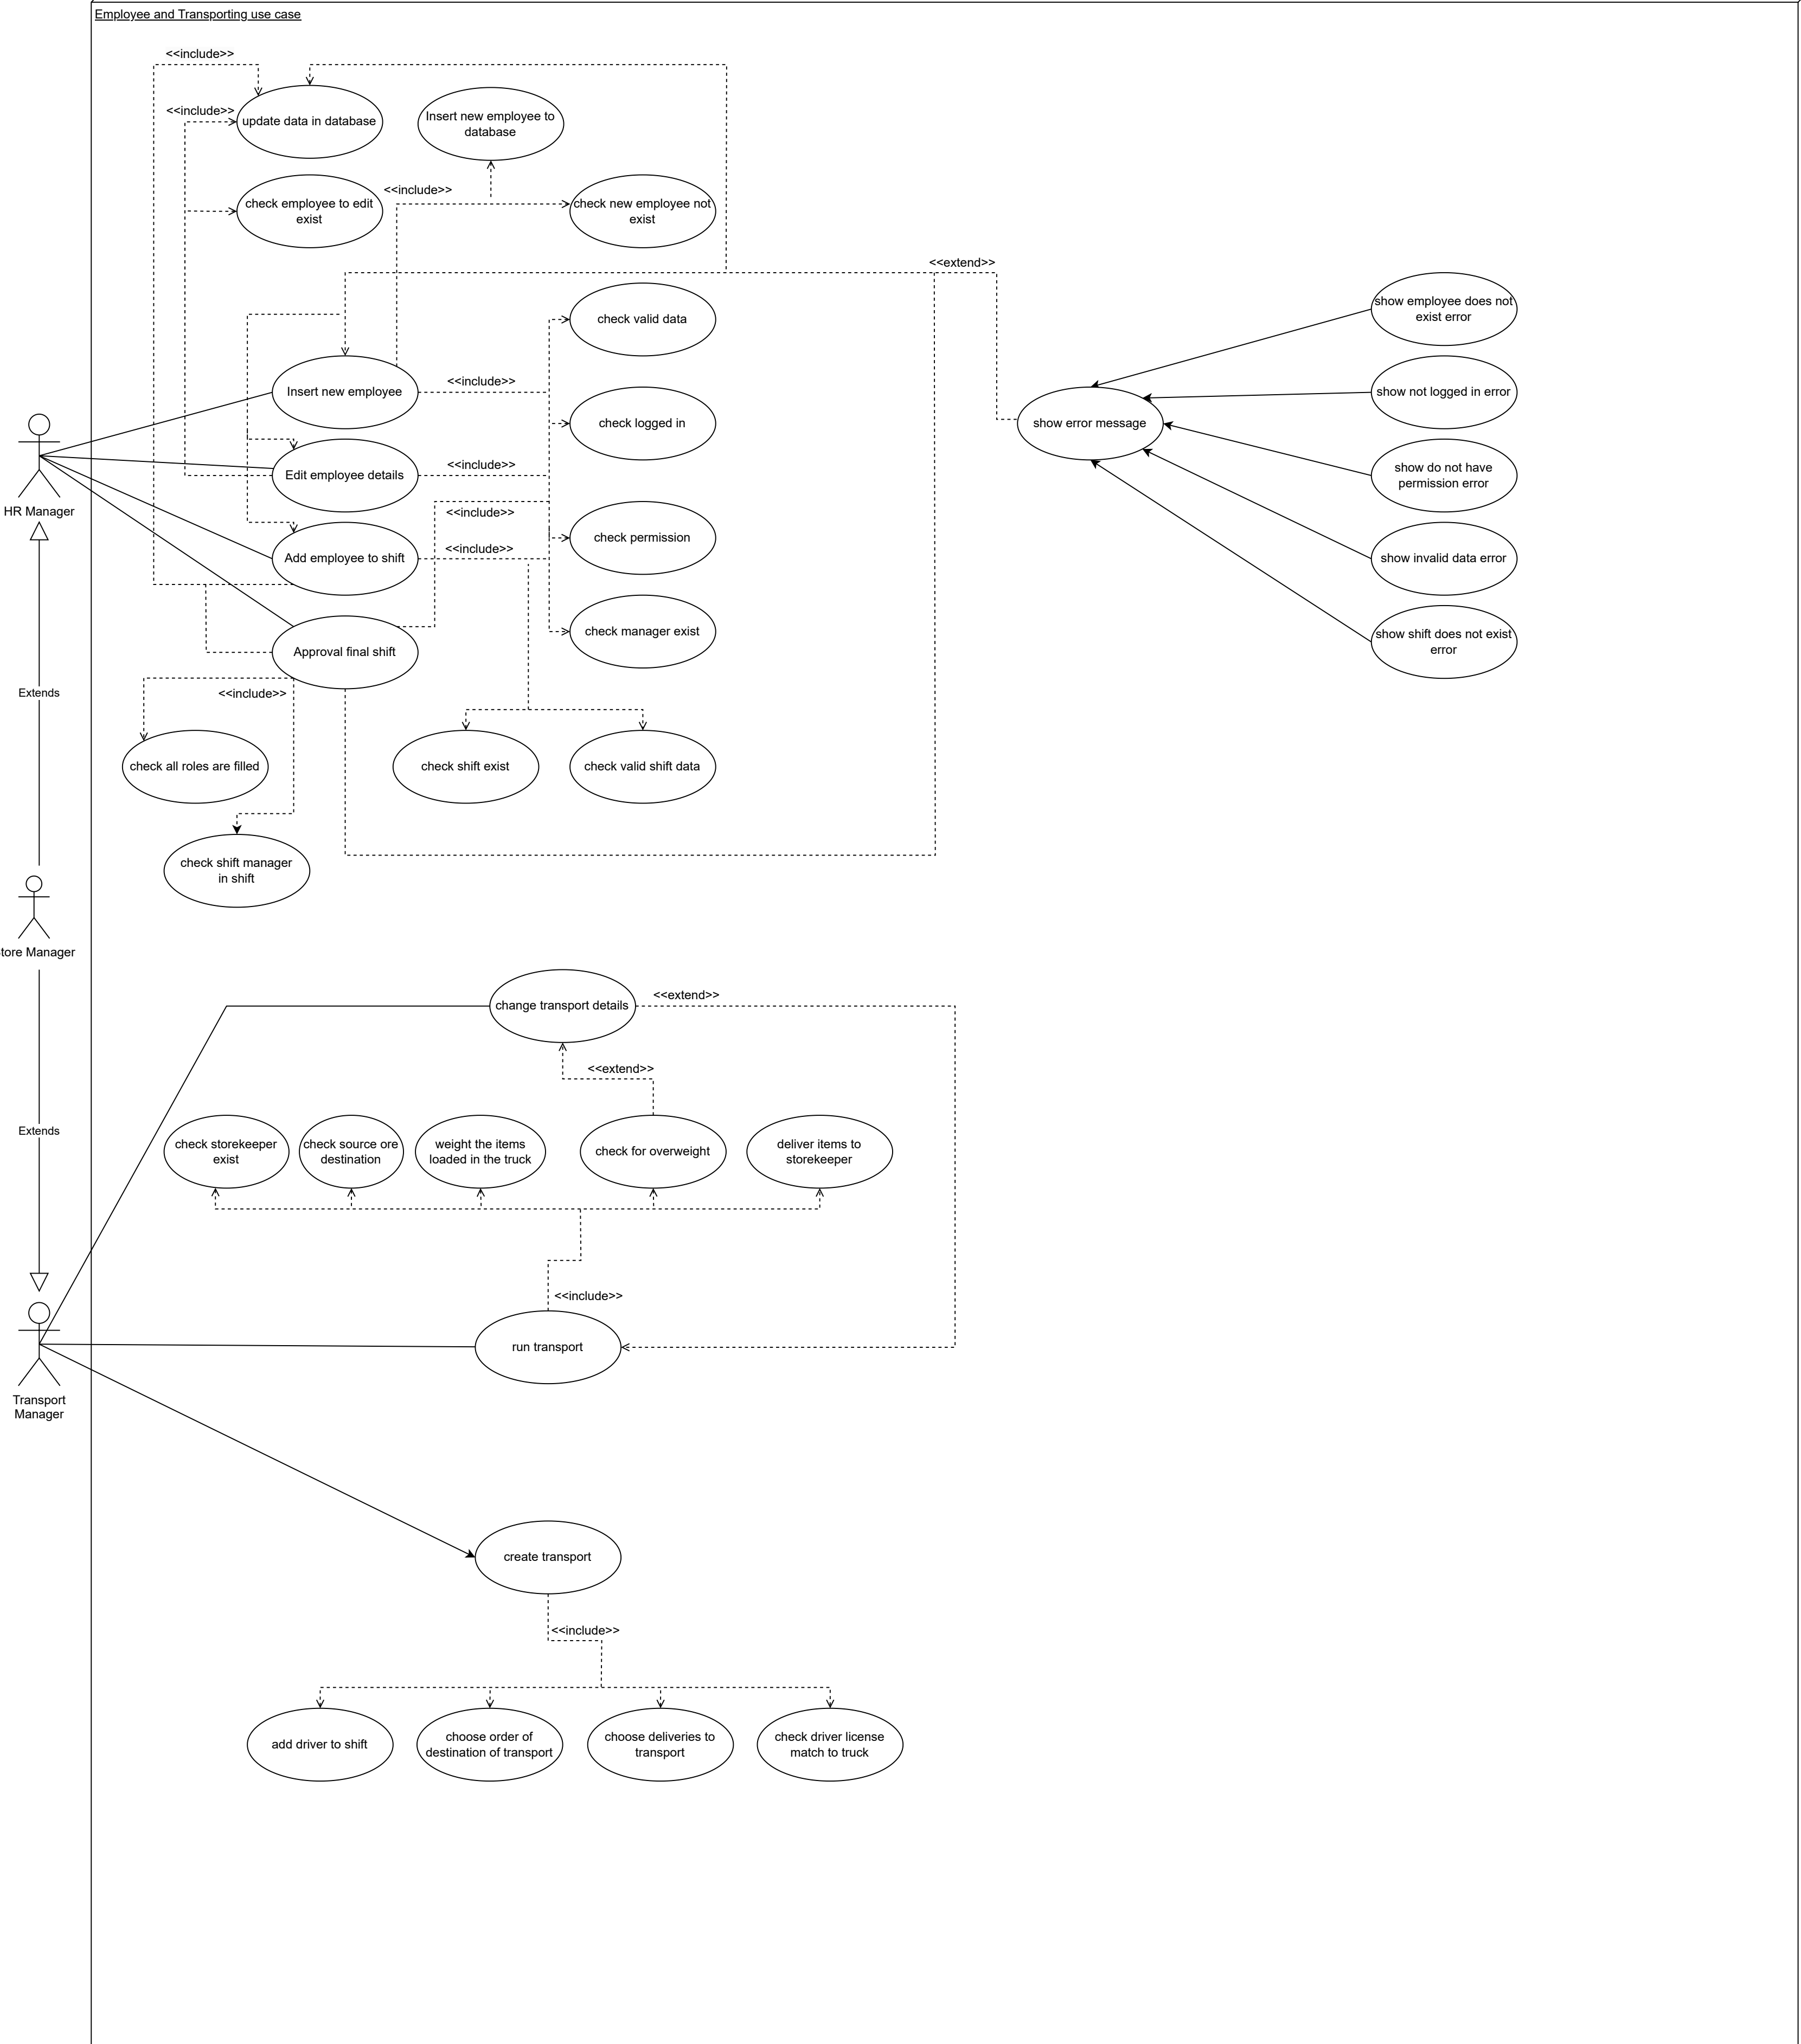 Employee and Transporting use case
<<include>>
<<include>>
update data in database
Insert new employee to
database
<<include>>
check employee to edit
exist
check new employee not
exist
<<extend>>
check valid data
Insert new employee
<<include>>
check logged in
Edit employee details
<<include>>
<<include>>
check permission
Add employee to shift
<<include>>
check manager exist
Approval final shift
<<include>>
check all roles are filled
check shift exist
check valid shift data
check shift manager
in shift
show error message
show employee does not
exist error
show not logged in error
show do not have
permission error
show invalid data error
show shift does not exist
error
HR Manager
Extends
tore Manager
Extends
Transport
Manager
change transport details
<<extend>>
<<extend>>
check storekeeper
exist
check source ore
destination
weight the items
loaded in the truck
check for overweight
deliver items to
storekeeper
<<include>>
run transport
create transport
<<include>>
add driver to shift
choose order of
destination of transport
choose deliveries to
transport
check driver license
match to truck